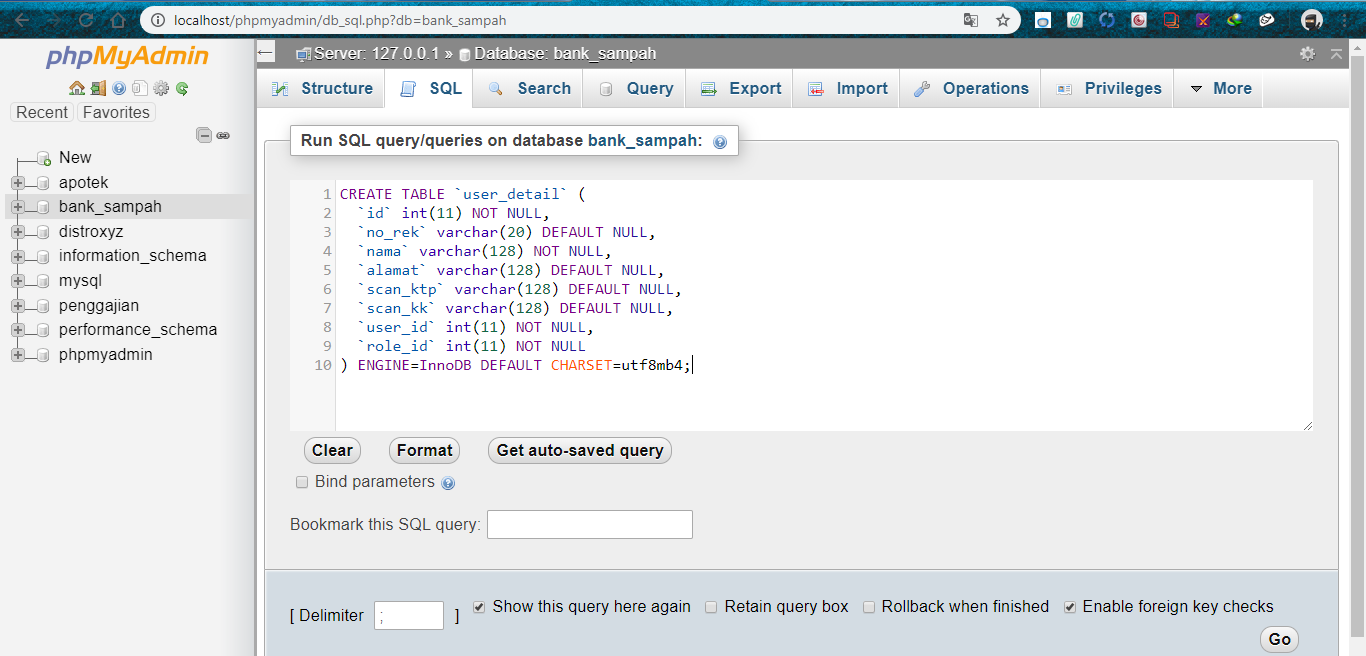 localhost/phpmyadmin/db_sql.php?db=bank_sampah
phpMyAdmin
Recent Favorites
New
apotek
bank_sampah
distroxyz
information_schema
mysql
penggajian
performance_schema
phpmyadmin
Server: 127.0.0.1 » Database: bank_sampah
Structure SQL Search Query Export Import Operations Privileges More
Run SQL query/queries on database bank_sampah:
1 CREATE TABLE `user_detail` (
2 `id` int(11) NOT NULL,
3 `no_rek` varchar(20) DEFAULT NULL,
4 `nama` varchar(128) NOT NULL,
5 `alamat` varchar(128) DEFAULT NULL,
6 `scan_ktp` varchar(128) DEFAULT NULL,
7 `scan_kk` varchar(128) DEFAULT NULL,
8 `user_id` int(11) NOT NULL,
9 `role_id` int(11) NOT NULL
10 ) ENGINE=InnoDB DEFAULT CHARSET=utf8mb4;
Clear Format Get auto-saved query
Bind parameters
Bookmark this SQL query:
[ Delimiter ; ] Show this query here again Retain query box Rollback when finished Enable foreign key checks
Go